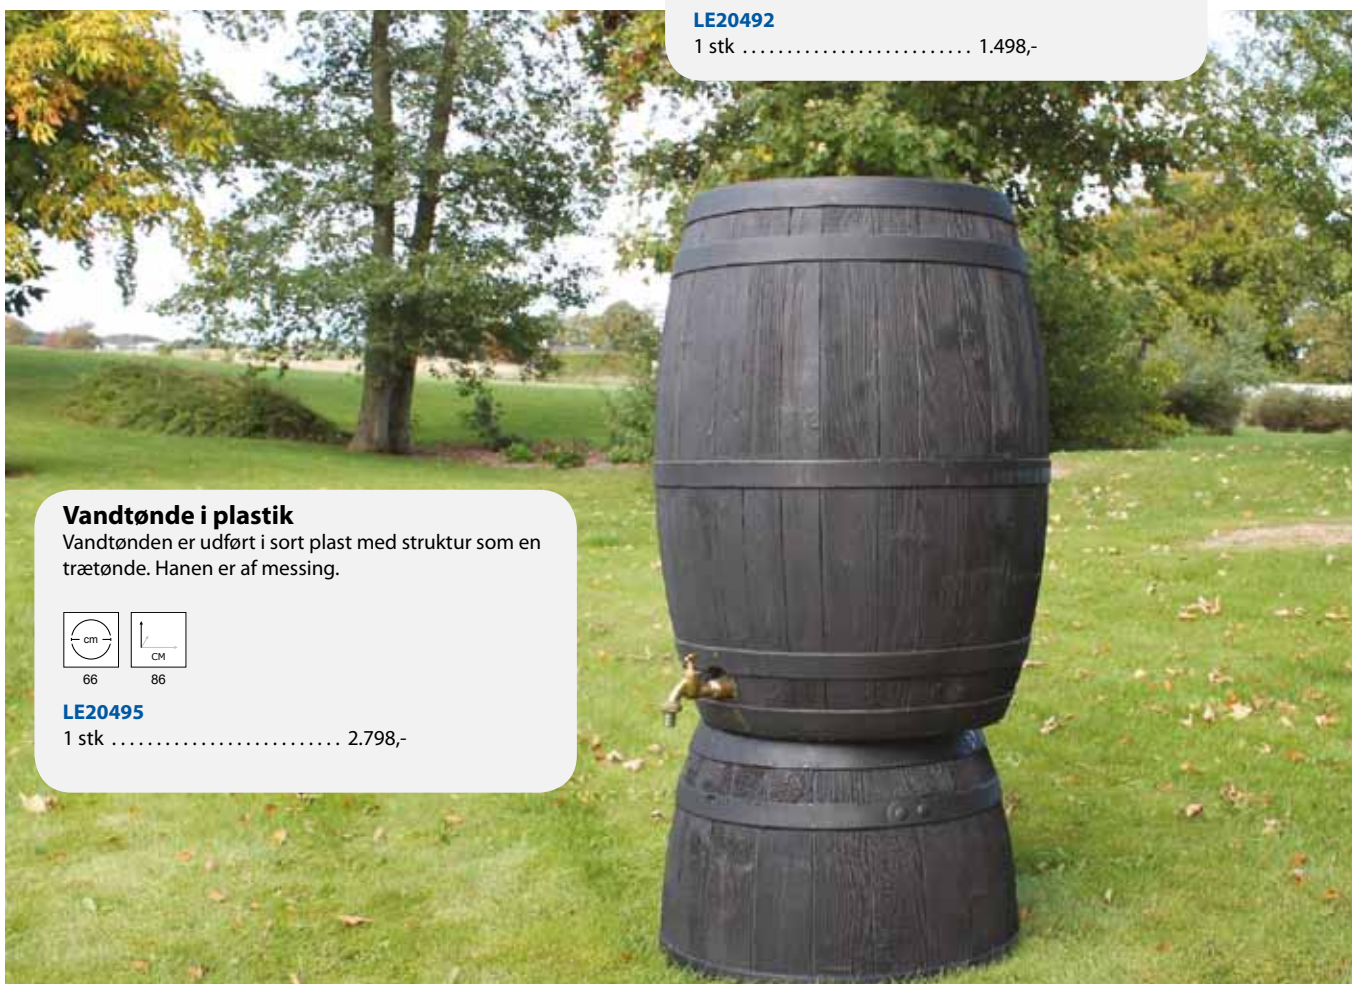 LE20492
1 stk .......................... 1.498,-
Vandtønde i plastik
Vandtønden er udført i sort plast med struktur som en
trætønde. Hanen er af messing.
cm
CM
66
86
LE20495
1 stk .......................... 2.798,-